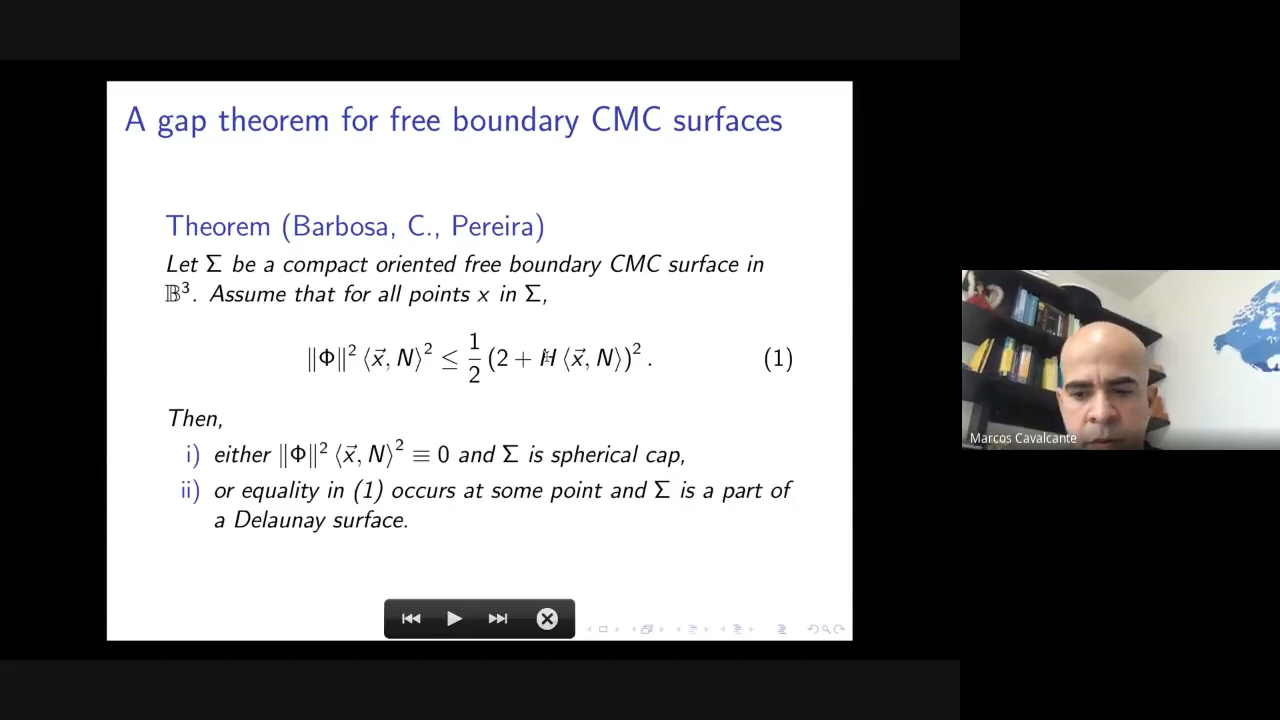 A gap theorem for free boundary CMC surfaces
Theorem (Barbosa, C., Pereira)
Let Σ be a compact oriented free boundary CMC surface in
𝔹³. Assume that for all points x in Σ,
‖Φ‖² ⟨x⃗, N⟩² ≤ 1/2 (2 + H ⟨x⃗, N⟩)². (1)
Then,
i) either ‖Φ‖² ⟨x⃗, N⟩² ≡ 0 and Σ is spherical cap,
ii) or equality in (1) occurs at some point and Σ is a part of
a Delaunay surface.
Marcos Cavalcante